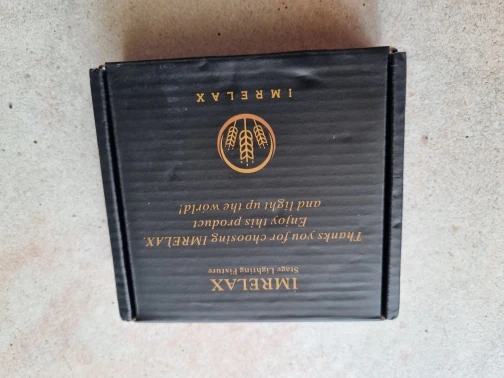 IMRELAX
Stage Lighting Fixture
Thanks you for choosing IMRELAX.
Enjoy this product
and light up the world!
IMRELAX